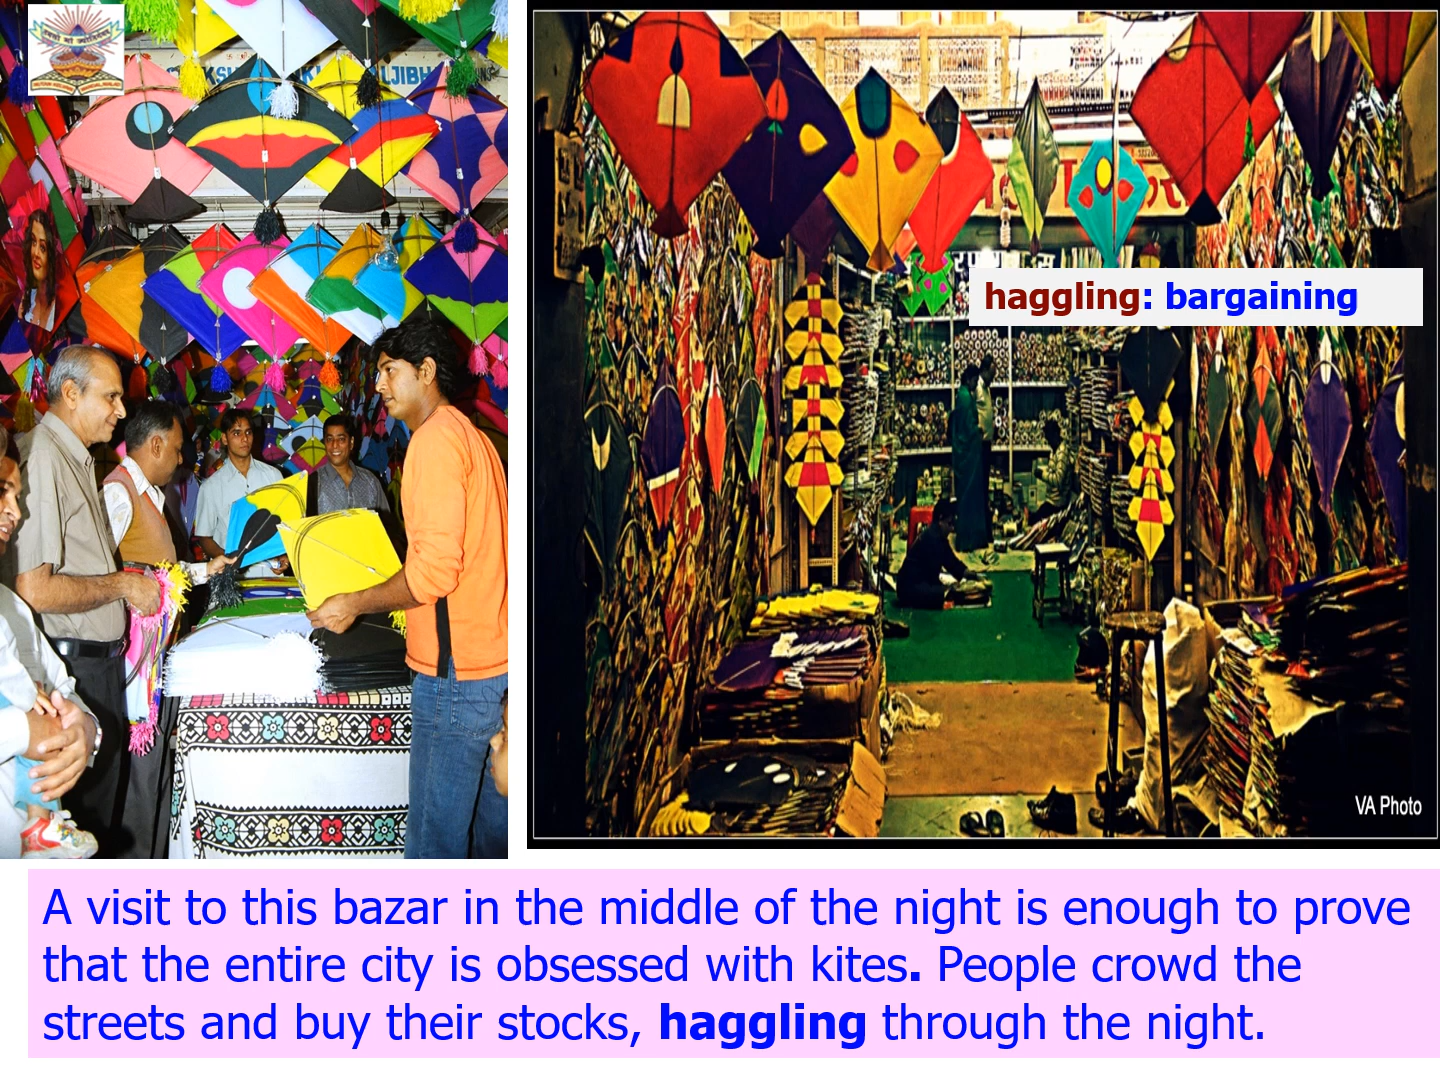 haggling: bargaining
VA Photo
A visit to this bazar in the middle of the night is enough to prove
that the entire city is obsessed with kites. People crowd the
streets and buy their stocks, haggling through the night.